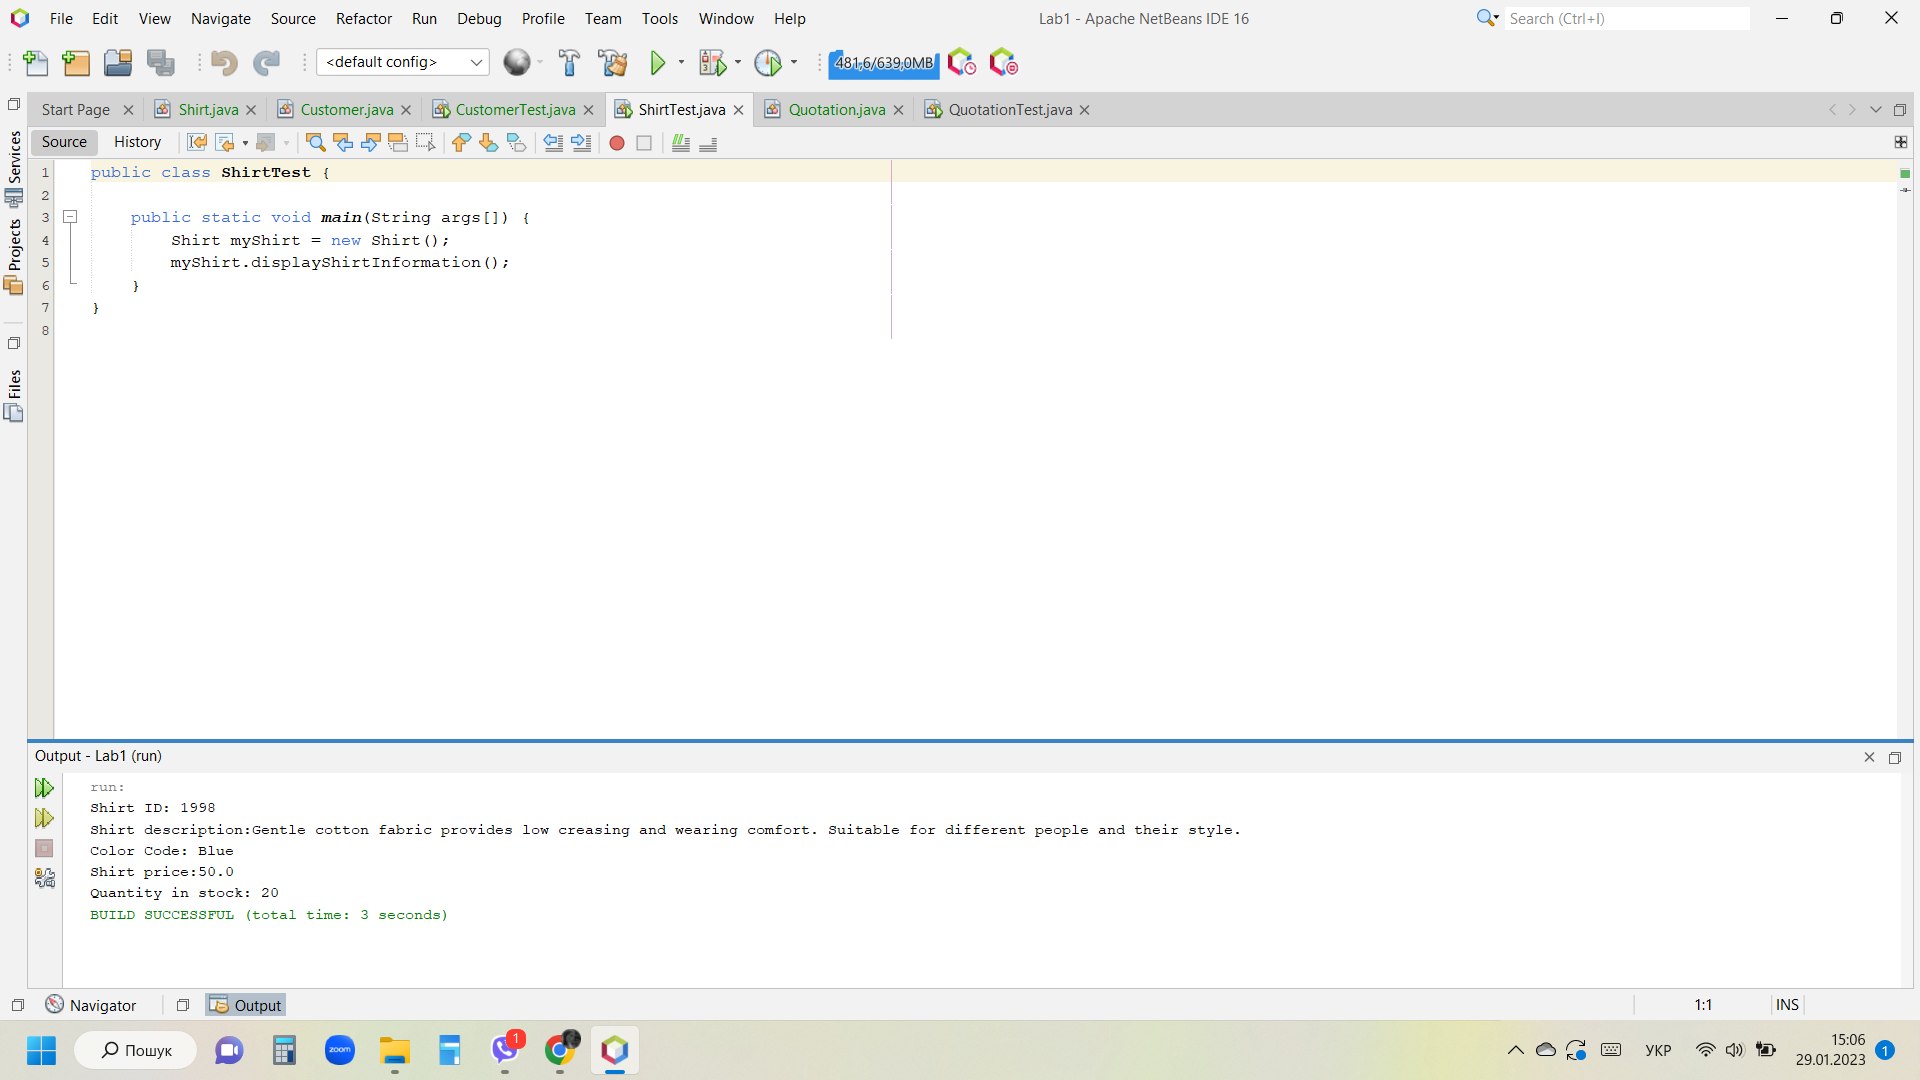 File Edit View Navigate Source Refactor Run Debug Profile Team Tools Window Help
Lab1 - Apache NetBeans IDE 16
Search (Ctrl+I)
<default config>
481,6/639,0MB
Start Page
Shirt.java
Customer.java
CustomerTest.java
ShirtTest.java
Quotation.java
QuotationTest.java
Source
History
Services
Projects
Files
1 public class ShirtTest {
2
3 public static void main(String args[]) {
4 Shirt myShirt = new Shirt();
5 myShirt.displayShirtInformation();
6 }
7 }
8
Output - Lab1 (run)
run:
Shirt ID: 1998
Shirt description:Gentle cotton fabric provides low creasing and wearing comfort. Suitable for different people and their style.
Color Code: Blue
Shirt price:50.0
Quantity in stock: 20
BUILD SUCCESSFUL (total time: 3 seconds)
Navigator
Output
1:1
INS
Пошук
zoom
1
УКР
15:06
29.01.2023
1